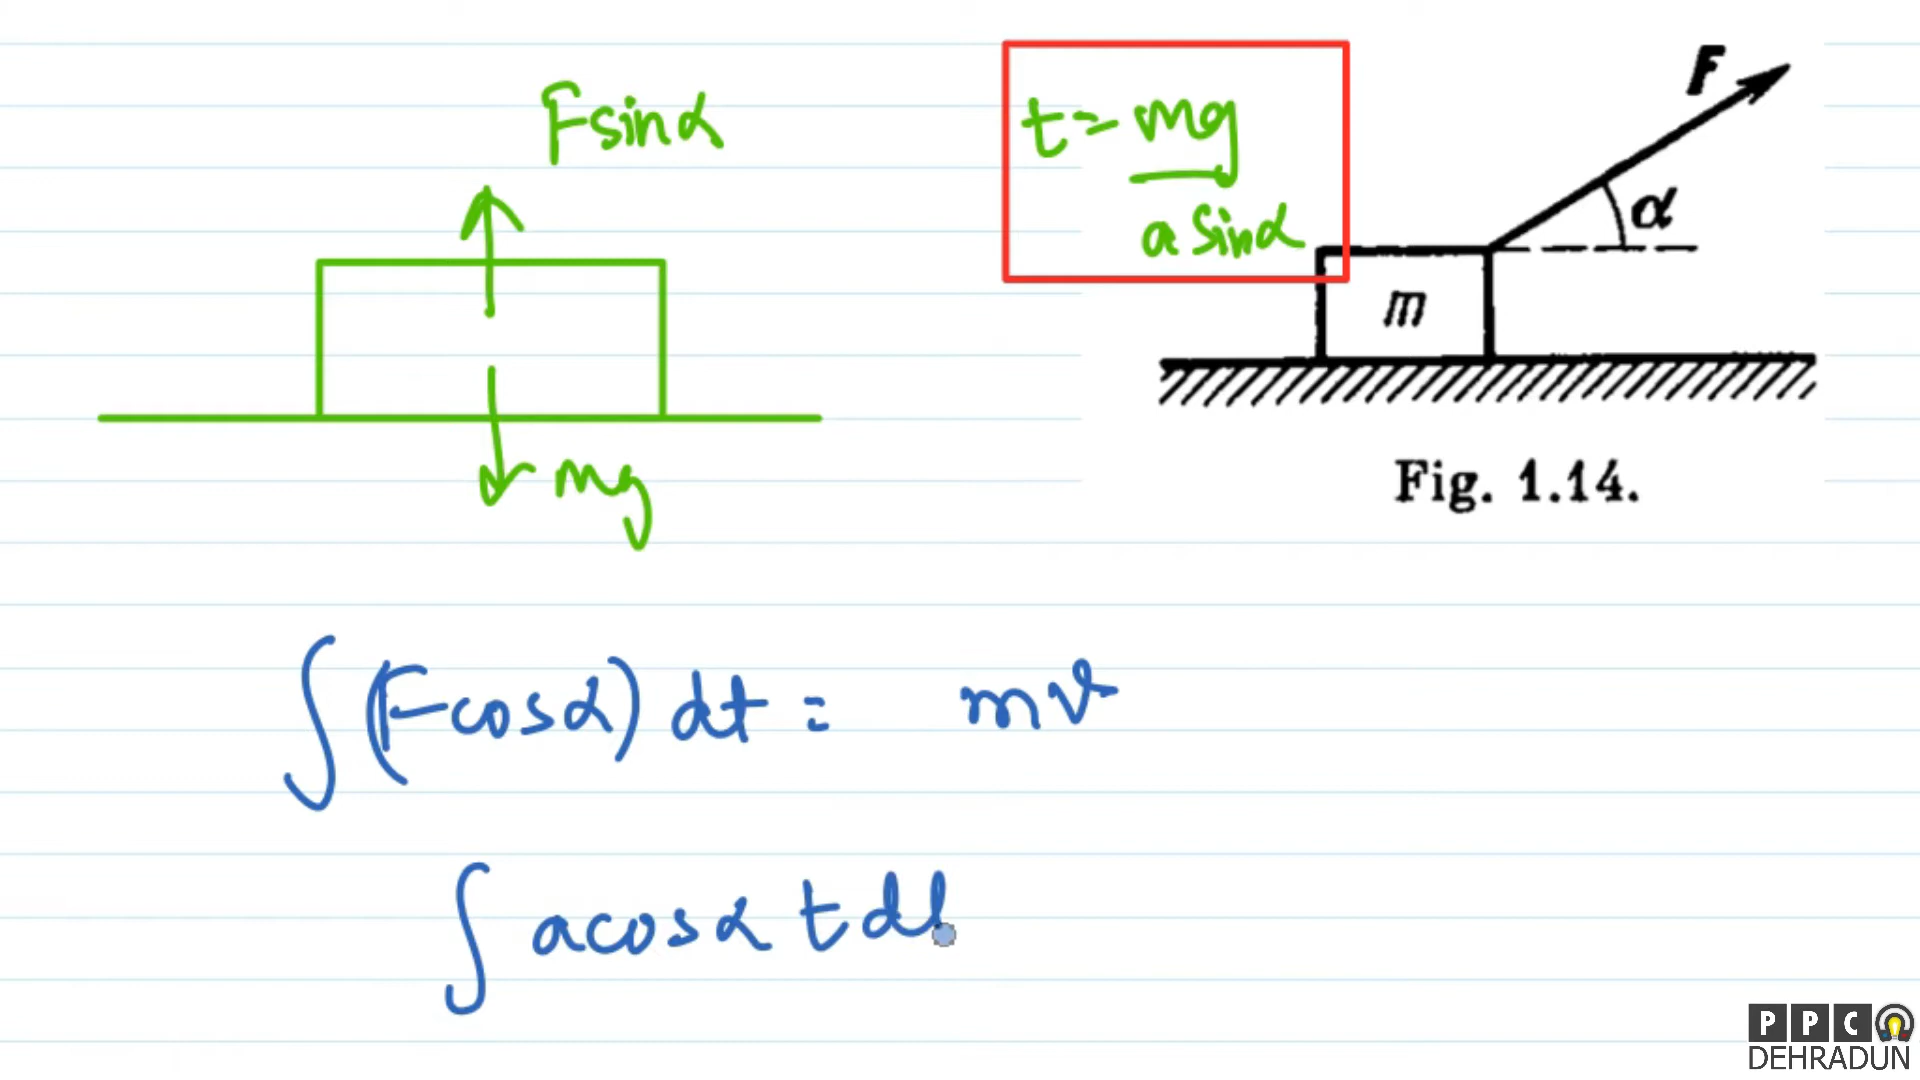 Fsinα
t = mg
a sinα
F
α
m
mg
Fig. 1.14.
∫(Fcosα) dt = mv
∫ acosα t dt
PPC
DEHRADUN